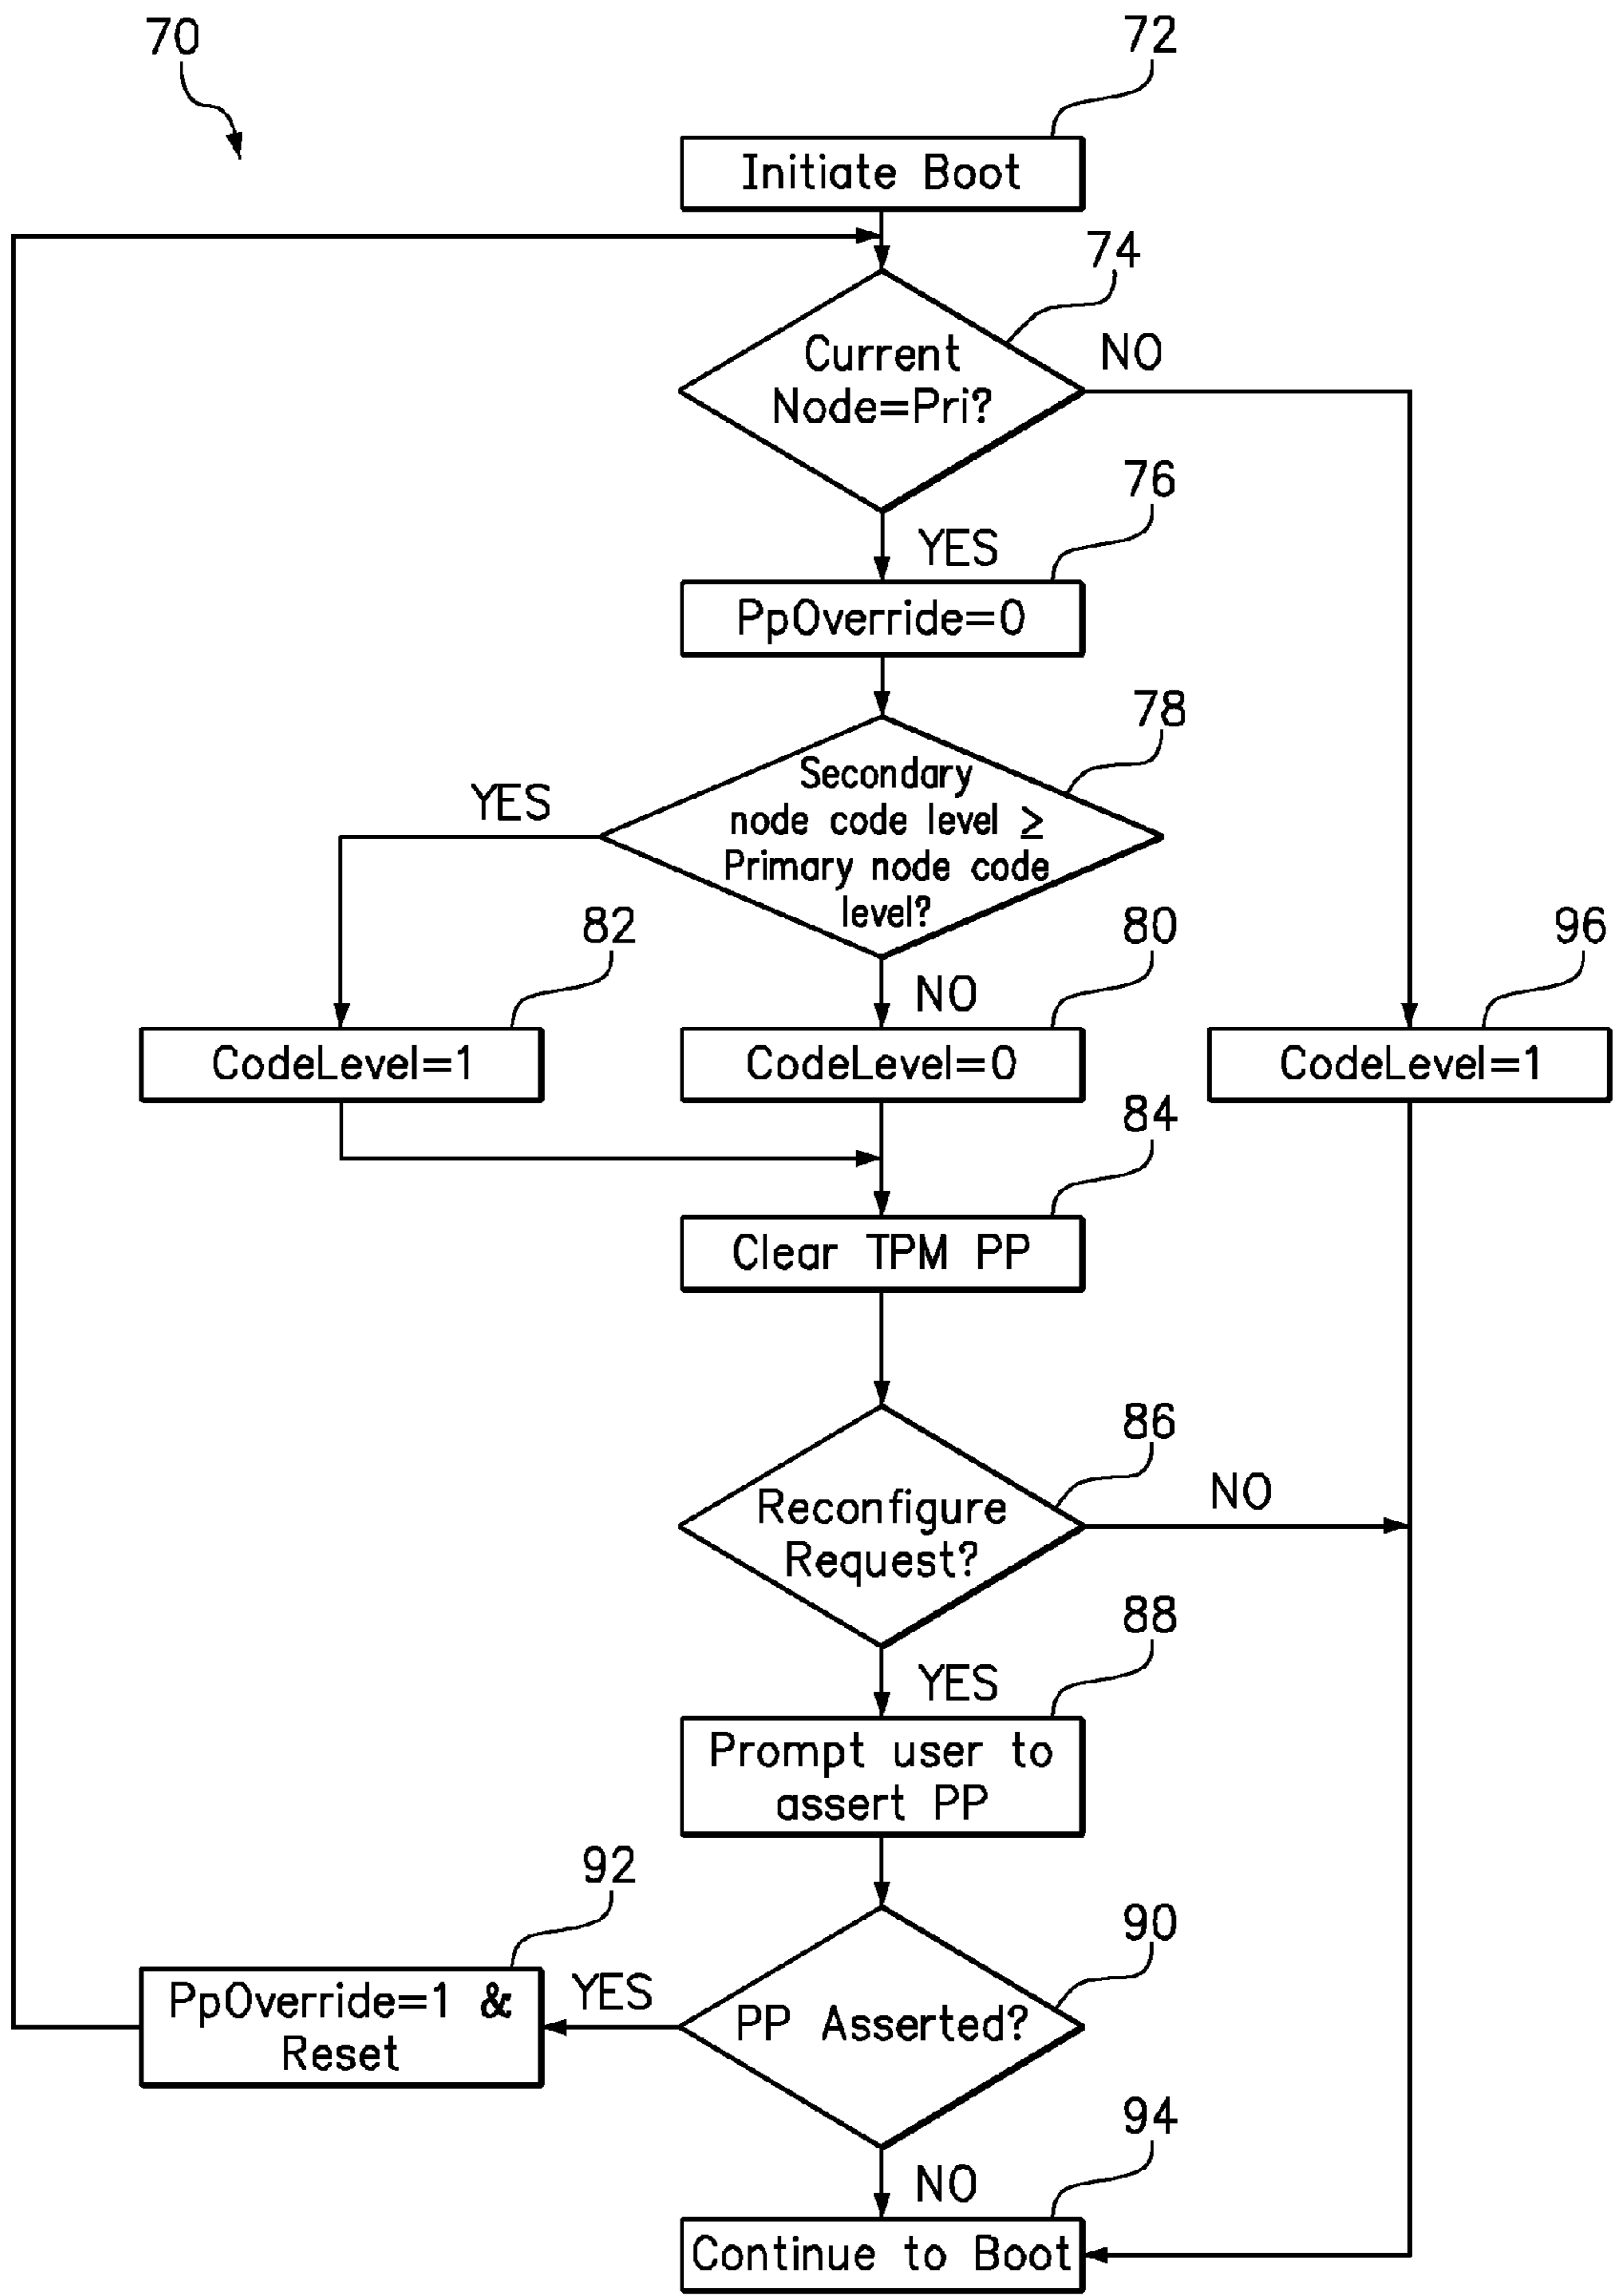 70
72
Initiate Boot
74
Current
Node=Pri?
NO
76
YES
PpOverride=0
78
Secondary
node code level ≥
Primary node code
level?
YES
82
80
96
NO
CodeLevel=1
CodeLevel=0
CodeLevel=1
84
Clear TPM PP
86
Reconfigure
Request?
NO
88
YES
Prompt user to
assert PP
92
90
PpOverride=1 &
Reset
YES
PP Asserted?
94
NO
Continue to Boot